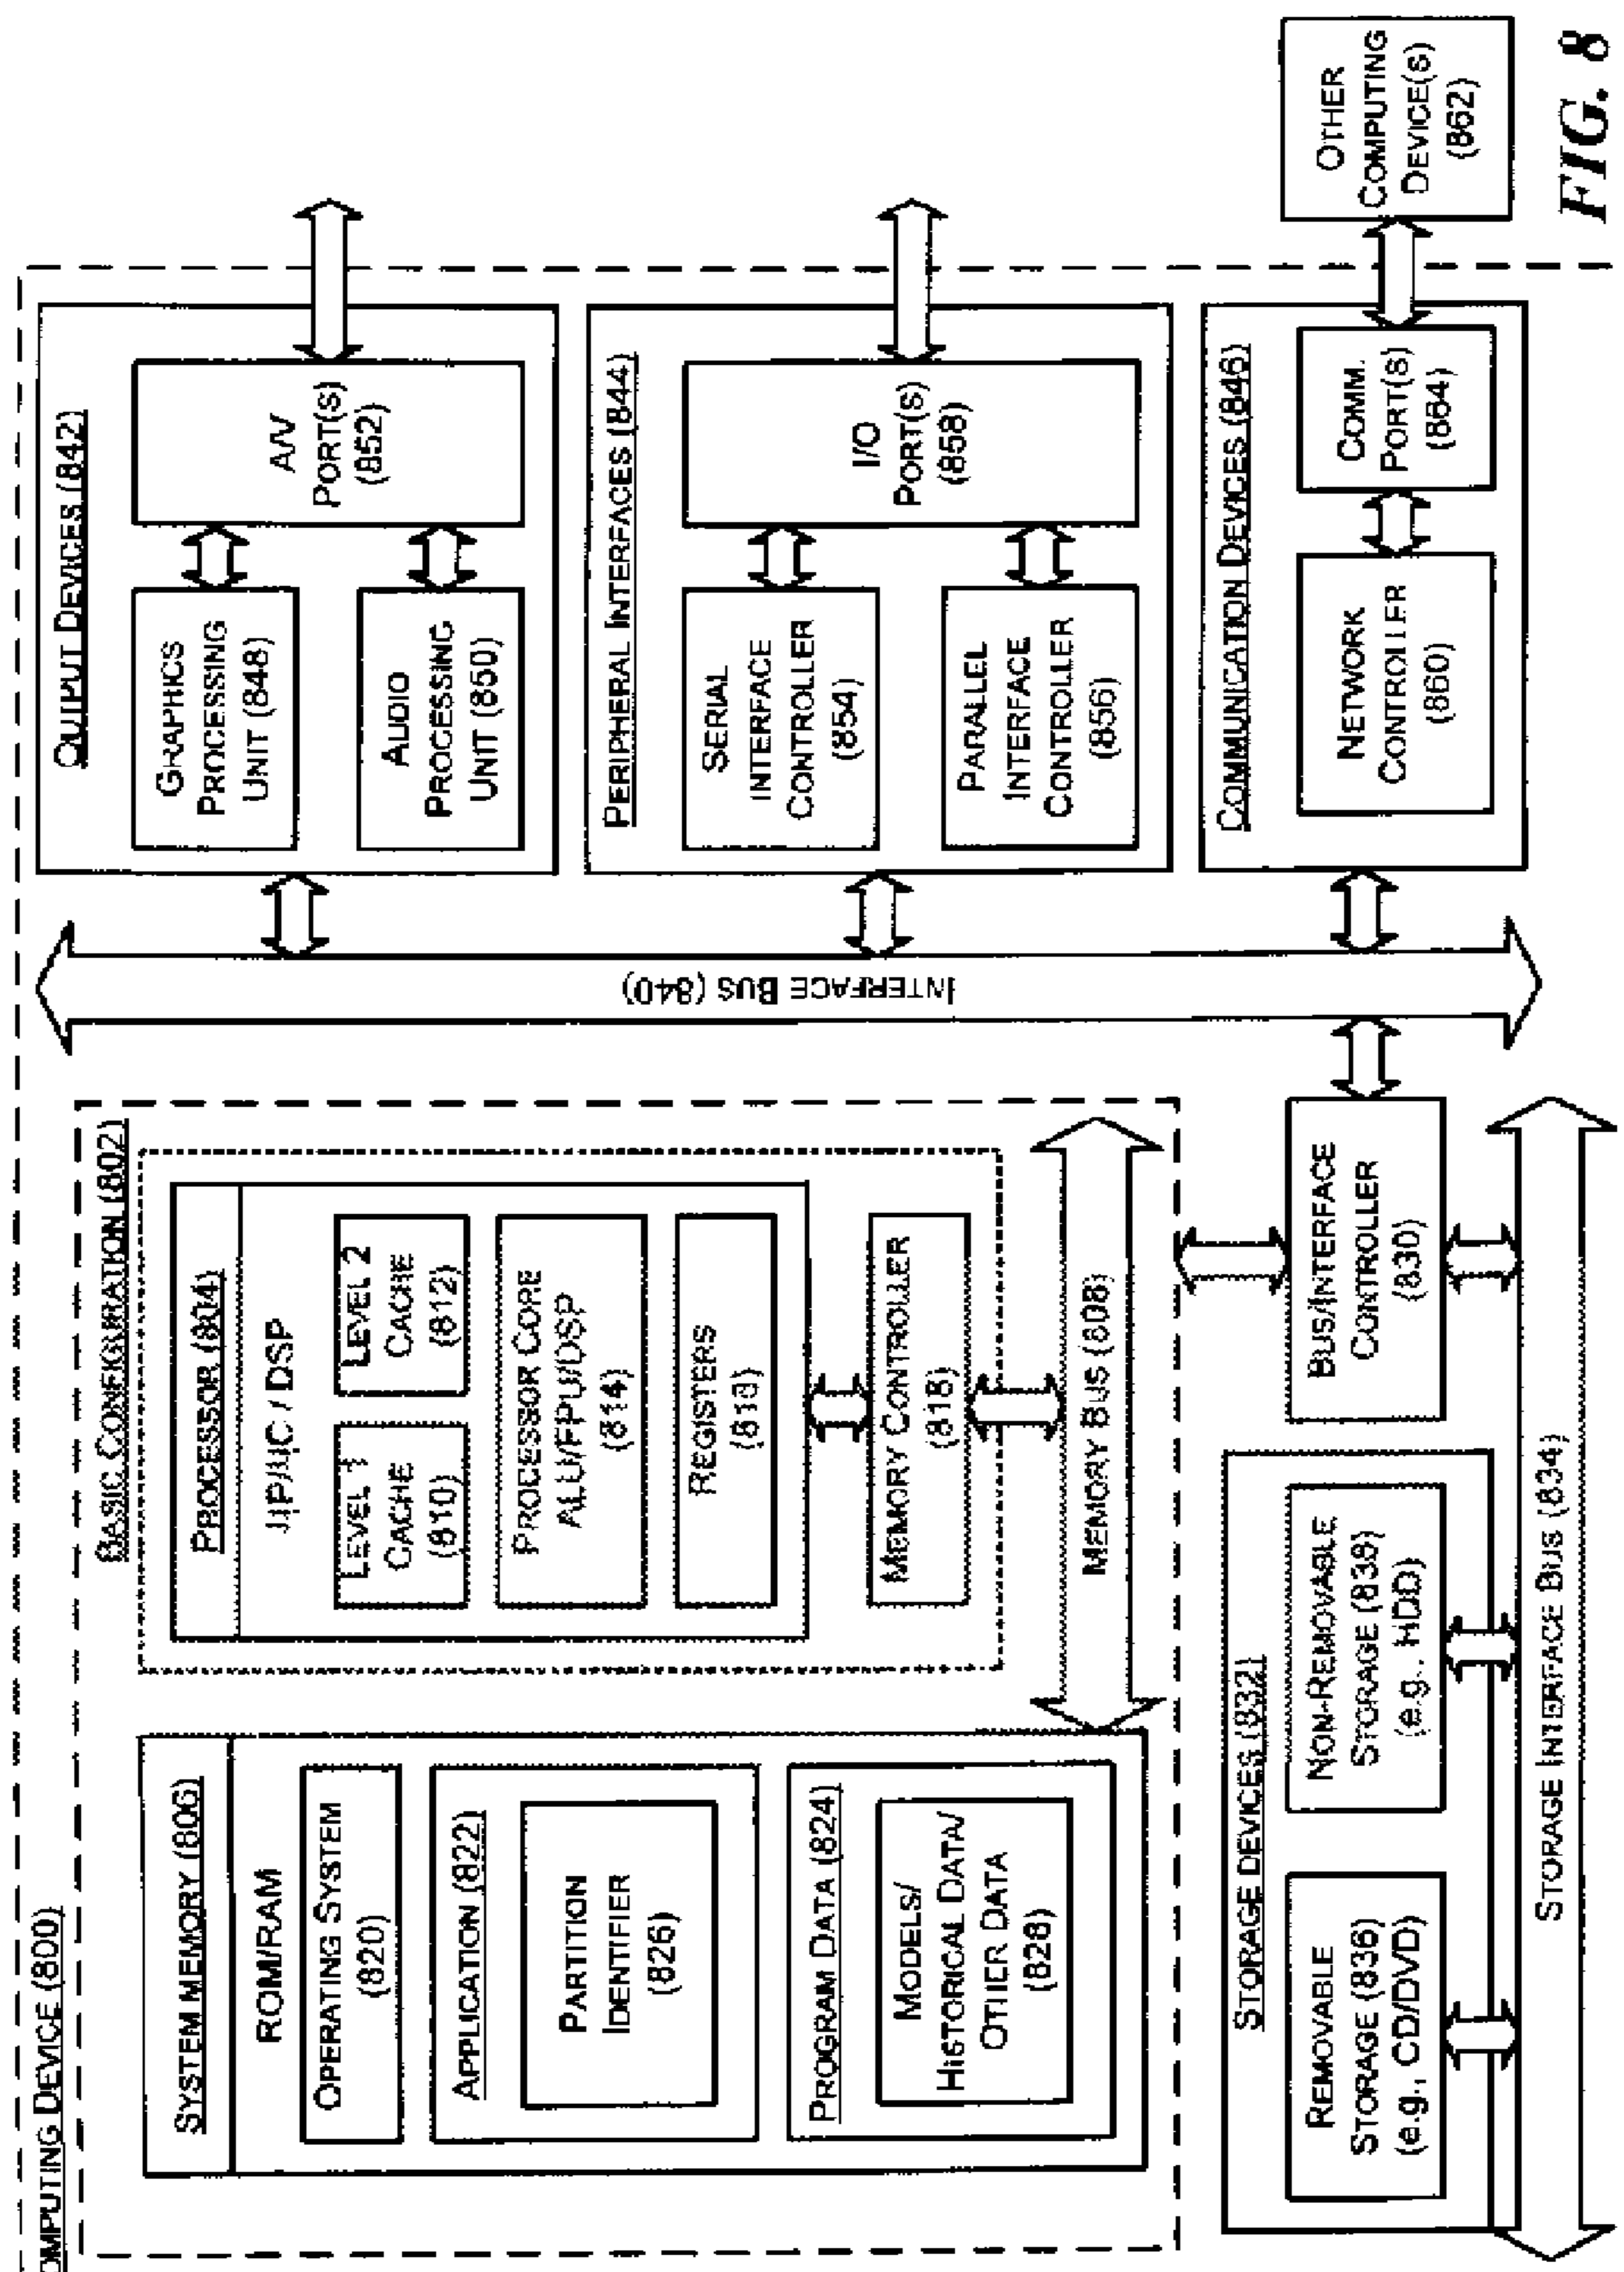 OMPUTING DEVICE (800)
BASIC CONFIGURATION (802)
SYSTEM MEMORY (806)
ROM/RAM
OPERATING SYSTEM
(820)
APPLICATION (822)
PARTITION
IDENTIFIER
(826)
PROGRAM DATA (824)
MODELS/
HISTORICAL DATA/
OTHER DATA
(828)
PROCESSOR (804)
µP/µC / DSP
LEVEL 1
CACHE
(810)
LEVEL 2
CACHE
(812)
PROCESSOR CORE
ALU/FPU/DSP
(814)
REGISTERS
(816)
MEMORY CONTROLLER
(818)
MEMORY BUS (808)
STORAGE DEVICES (832)
REMOVABLE
STORAGE (836)
(e.g., CD/DVD)
NON-REMOVABLE
STORAGE (838)
(e.g., HDD)
BUS/INTERFACE
CONTROLLER
(830)
STORAGE INTERFACE BUS (834)
INTERFACE BUS (840)
OUTPUT DEVICES (842)
GRAPHICS
PROCESSING
UNIT (848)
AUDIO
PROCESSING
UNIT (850)
A/V
PORT(S)
(852)
PERIPHERAL INTERFACES (844)
SERIAL
INTERFACE
CONTROLLER
(854)
PARALLEL
INTERFACE
CONTROLLER
(856)
I/O
PORT(S)
(858)
COMMUNICATION DEVICES (846)
NETWORK
CONTROLLER
(860)
COMM.
PORT(S)
(864)
OTHER
COMPUTING
DEVICE(S)
(862)
FIG. 8